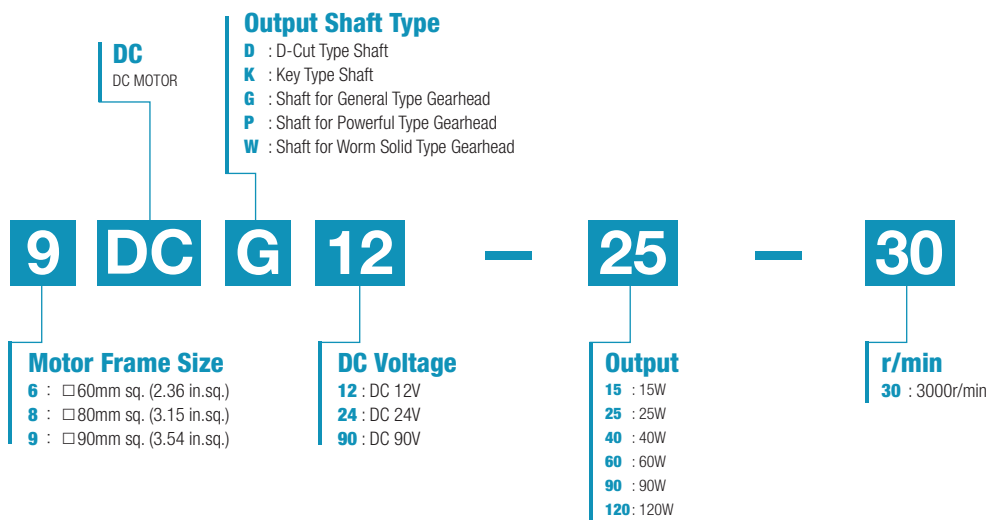 Output Shaft Type
D : D-Cut Type Shaft
K : Key Type Shaft
G : Shaft for General Type Gearhead
P : Shaft for Powerful Type Gearhead
W : Shaft for Worm Solid Type Gearhead
DC
DC MOTOR
9 DC G 12 — 25 — 30
Motor Frame Size
6 : □60mm sq. (2.36 in.sq.)
8 : □80mm sq. (3.15 in.sq.)
9 : □90mm sq. (3.54 in.sq.)
DC Voltage
12 : DC 12V
24 : DC 24V
90 : DC 90V
Output
15 : 15W
25 : 25W
40 : 40W
60 : 60W
90 : 90W
120 : 120W
r/min
30 : 3000r/min